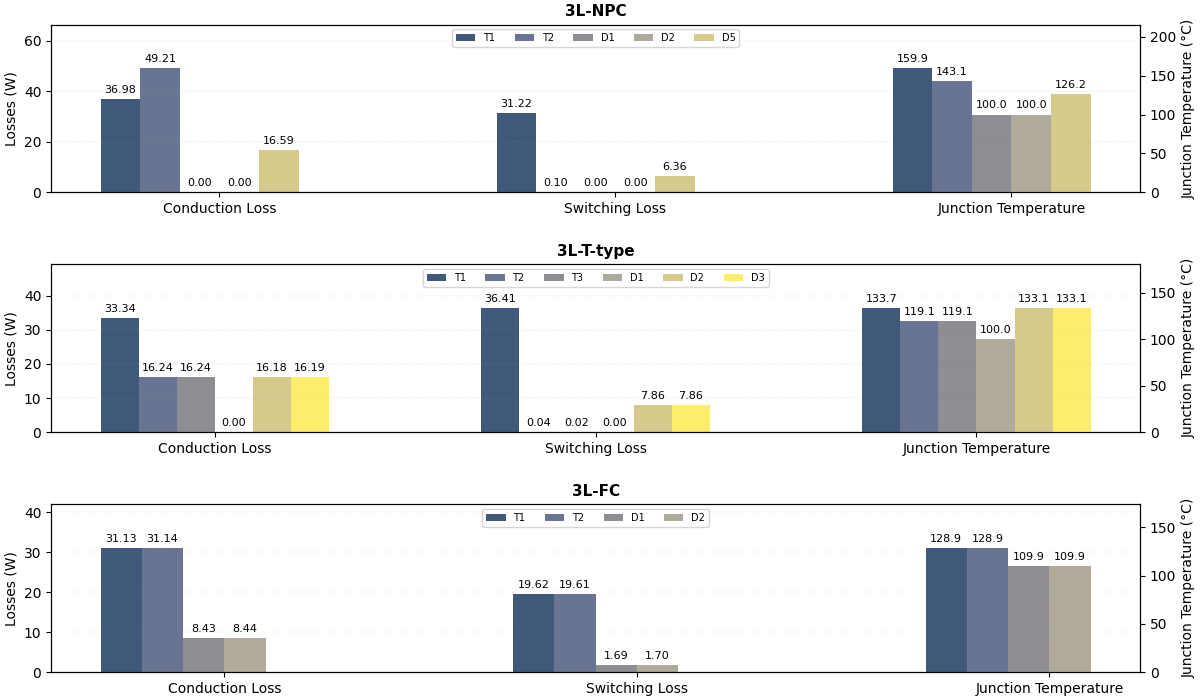 3L-NPC
T1 T2 D1 D2 D5
Losses (W)
60
40
20
0
36.98 49.21 0.00 0.00 16.59
31.22 0.10 0.00 0.00 6.36
159.9 143.1 100.0 100.0 126.2
200
150
100
50
0
Junction Temperature (°C)
Conduction Loss Switching Loss Junction Temperature
3L-T-type
T1 T2 T3 D1 D2 D3
Losses (W)
40
30
20
10
0
33.34 16.24 16.24 0.00 16.18 16.19
36.41 0.04 0.02 0.00 7.86 7.86
133.7 119.1 119.1 100.0 133.1 133.1
150
100
50
0
Junction Temperature (°C)
Conduction Loss Switching Loss Junction Temperature
3L-FC
T1 T2 D1 D2
Losses (W)
40
30
20
10
0
31.13 31.14 8.43 8.44
19.62 19.61 1.69 1.70
128.9 128.9 109.9 109.9
150
100
50
0
Junction Temperature (°C)
Conduction Loss Switching Loss Junction Temperature